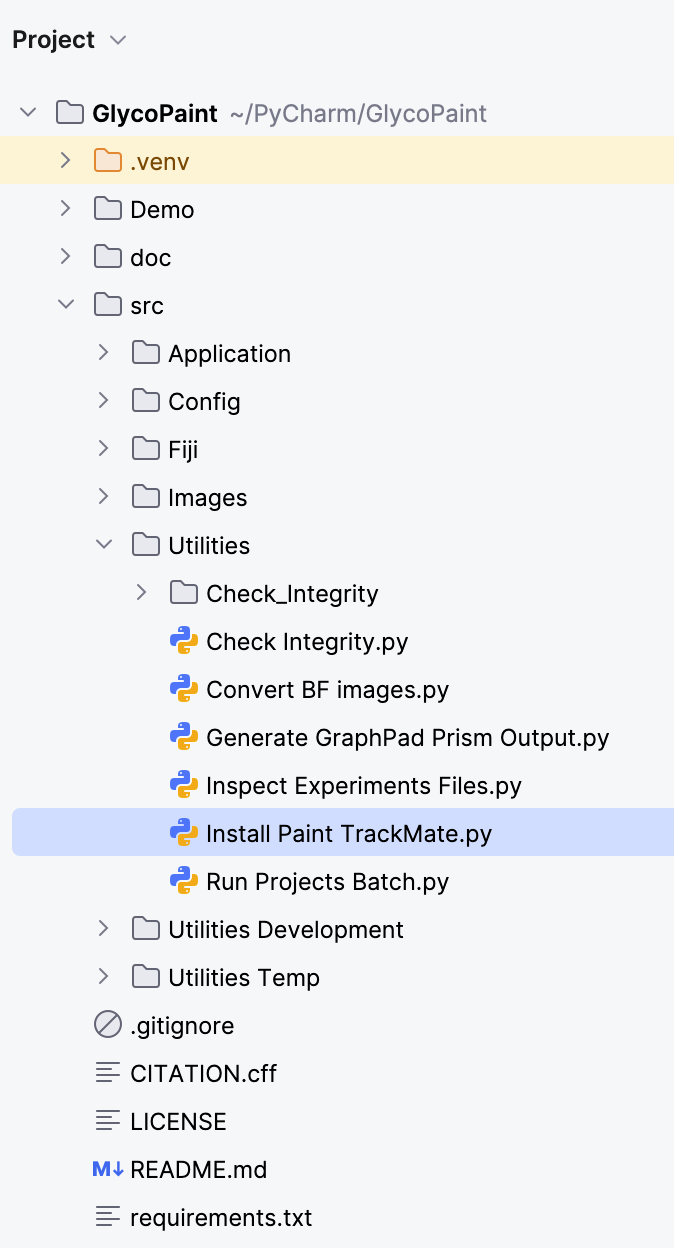 Project
GlycoPaint ~/PyCharm/GlycoPaint
.venv
Demo
doc
src
Application
Config
Fiji
Images
Utilities
Check_Integrity
Check Integrity.py
Convert BF images.py
Generate GraphPad Prism Output.py
Inspect Experiments Files.py
Install Paint TrackMate.py
Run Projects Batch.py
Utilities Development
Utilities Temp
.gitignore
CITATION.cff
LICENSE
M↓ README.md
requirements.txt